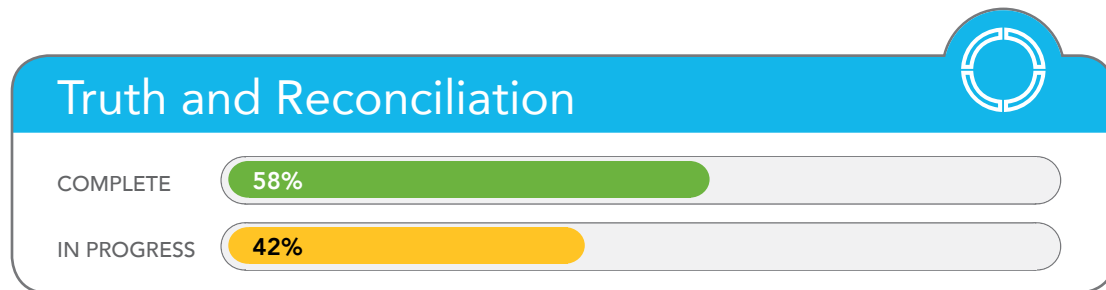 Truth and Reconciliation
COMPLETE 58%
IN PROGRESS 42%